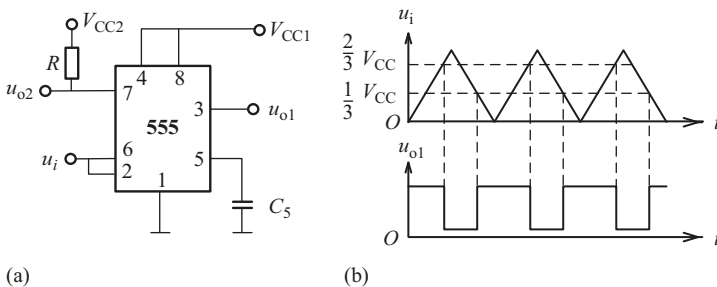 V_CC2
V_CC1
R
4 8
u_o2
7
3
u_o1
555
u_i
6
2
5
1
C_5
(a)
u_i
2/3 V_CC
1/3 V_CC
O
t
u_o1
O
t
(b)